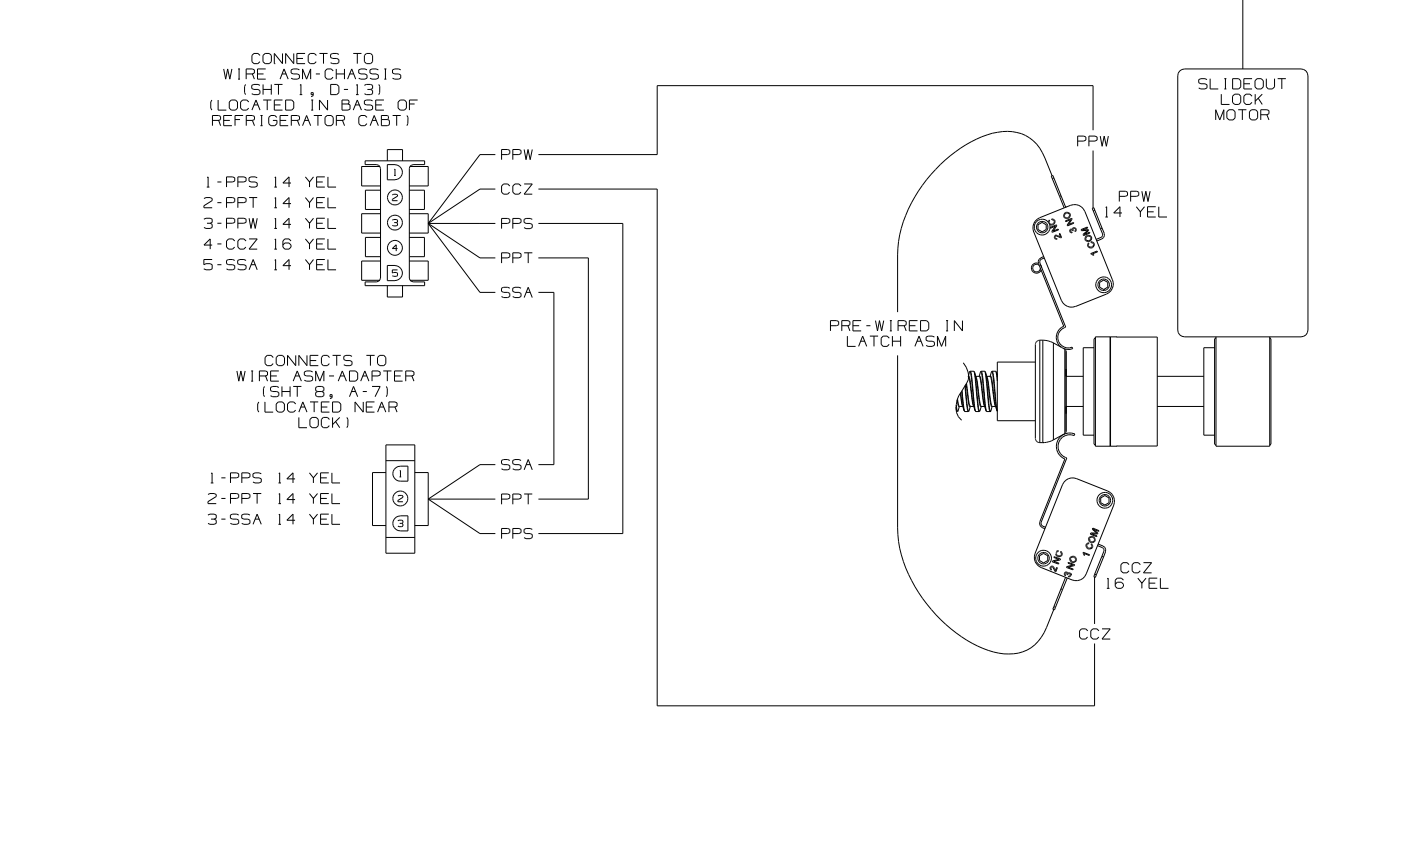 CONNECTS TO
WIRE ASM-CHASSIS
(SHT 1, D-13)
(LOCATED IN BASE OF
REFRIGERATOR CABT)
1-PPS 14 YEL
2-PPT 14 YEL
3-PPW 14 YEL
4-CCZ 16 YEL
5-SSA 14 YEL
1
2
3
4
5
PPW
CCZ
PPS
PPT
SSA
CONNECTS TO
WIRE ASM-ADAPTER
(SHT 8, A-7)
(LOCATED NEAR
LOCK)
1-PPS 14 YEL
2-PPT 14 YEL
3-SSA 14 YEL
1
2
3
SSA
PPT
PPS
PRE-WIRED IN
LATCH ASM
PPW
PPW
14 YEL
2 NC
3 NO
1 COM
SLIDEOUT
LOCK
MOTOR
2 NC
3 NO
1 COM
CCZ
16 YEL
CCZ